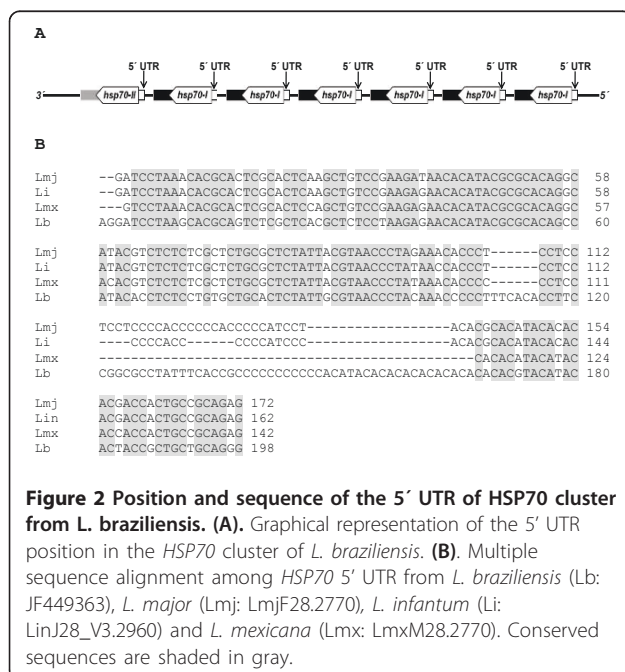 A
5´ UTR 5´ UTR 5´ UTR 5´ UTR 5´ UTR 5´ UTR 5´ UTR
3´ hsp70-II hsp70-I hsp70-I hsp70-I hsp70-I hsp70-I hsp70-I 5´
B
Lmj --GATCCTAAACACGCACTCGCACTCAAGCTGTCCGAAGATAACACATACGCGCACAGGC 58
Li --GATCCTAAACACGCACTCGCACTCAAGCTGTCCGAAGAGAACACATACGCGCACAGGC 58
Lmx ---GTCCTAAACACGCACTCGCACTCCAGCTGTCCGAAGAGAACACATACGCGCACAGGC 57
Lb AGGATCCTAAGCACGCAGTCTCGCTCACGCTCTCCTAAGAGAACACATACGCGCACAGCC 60
Lmj ATACGTCTCTCTCGCTCTGCGCTCTATTACGTAACCCTAGAAACACCCT------CCTCC 112
Li ATACGTCTCTCTCGCTCTGCGCTCTATTACGTAACCCTATAACCACCCT------CCTCC 112
Lmx ACACGTCTCTCTCGCTCTGCGCTCTATTACGTAACCCTATAAACACCCC------CCTCC 111
Lb ATACACCTCTCCTGTGCTGCACTCTATTGCGTAACCCTACAAACCCCCTTTCACACCTTC 120
Lmj TCCTCCCCACCCCCCACCCCCATCCT------------------ACACGCACATACACAC 154
Li ----CCCCACC------CCCCATCCC------------------ACACGCACATACACAC 144
Lmx -----------------------------------------------CACACATACATAC 124
Lb CGGCGCCTATTTCACCGCCCCCCCCCCCACATACACACACACACACACACACGTACATAC 180
Lmj ACGACCACTGCCGCAGAG 172
Lin ACGACCACTGCCGCAGAG 162
Lmx ACCACCACTGCCGCAGAG 142
Lb ACTACCGCTGCTGCAGGG 198
Figure 2 Position and sequence of the 5´ UTR of HSP70 cluster
from L. braziliensis. (A). Graphical representation of the 5' UTR
position in the HSP70 cluster of L. braziliensis. (B). Multiple
sequence alignment among HSP70 5' UTR from L. braziliensis (Lb:
JF449363), L. major (Lmj: LmjF28.2770), L. infantum (Li:
LinJ28_V3.2960) and L. mexicana (Lmx: LmxM28.2770). Conserved
sequences are shaded in gray.